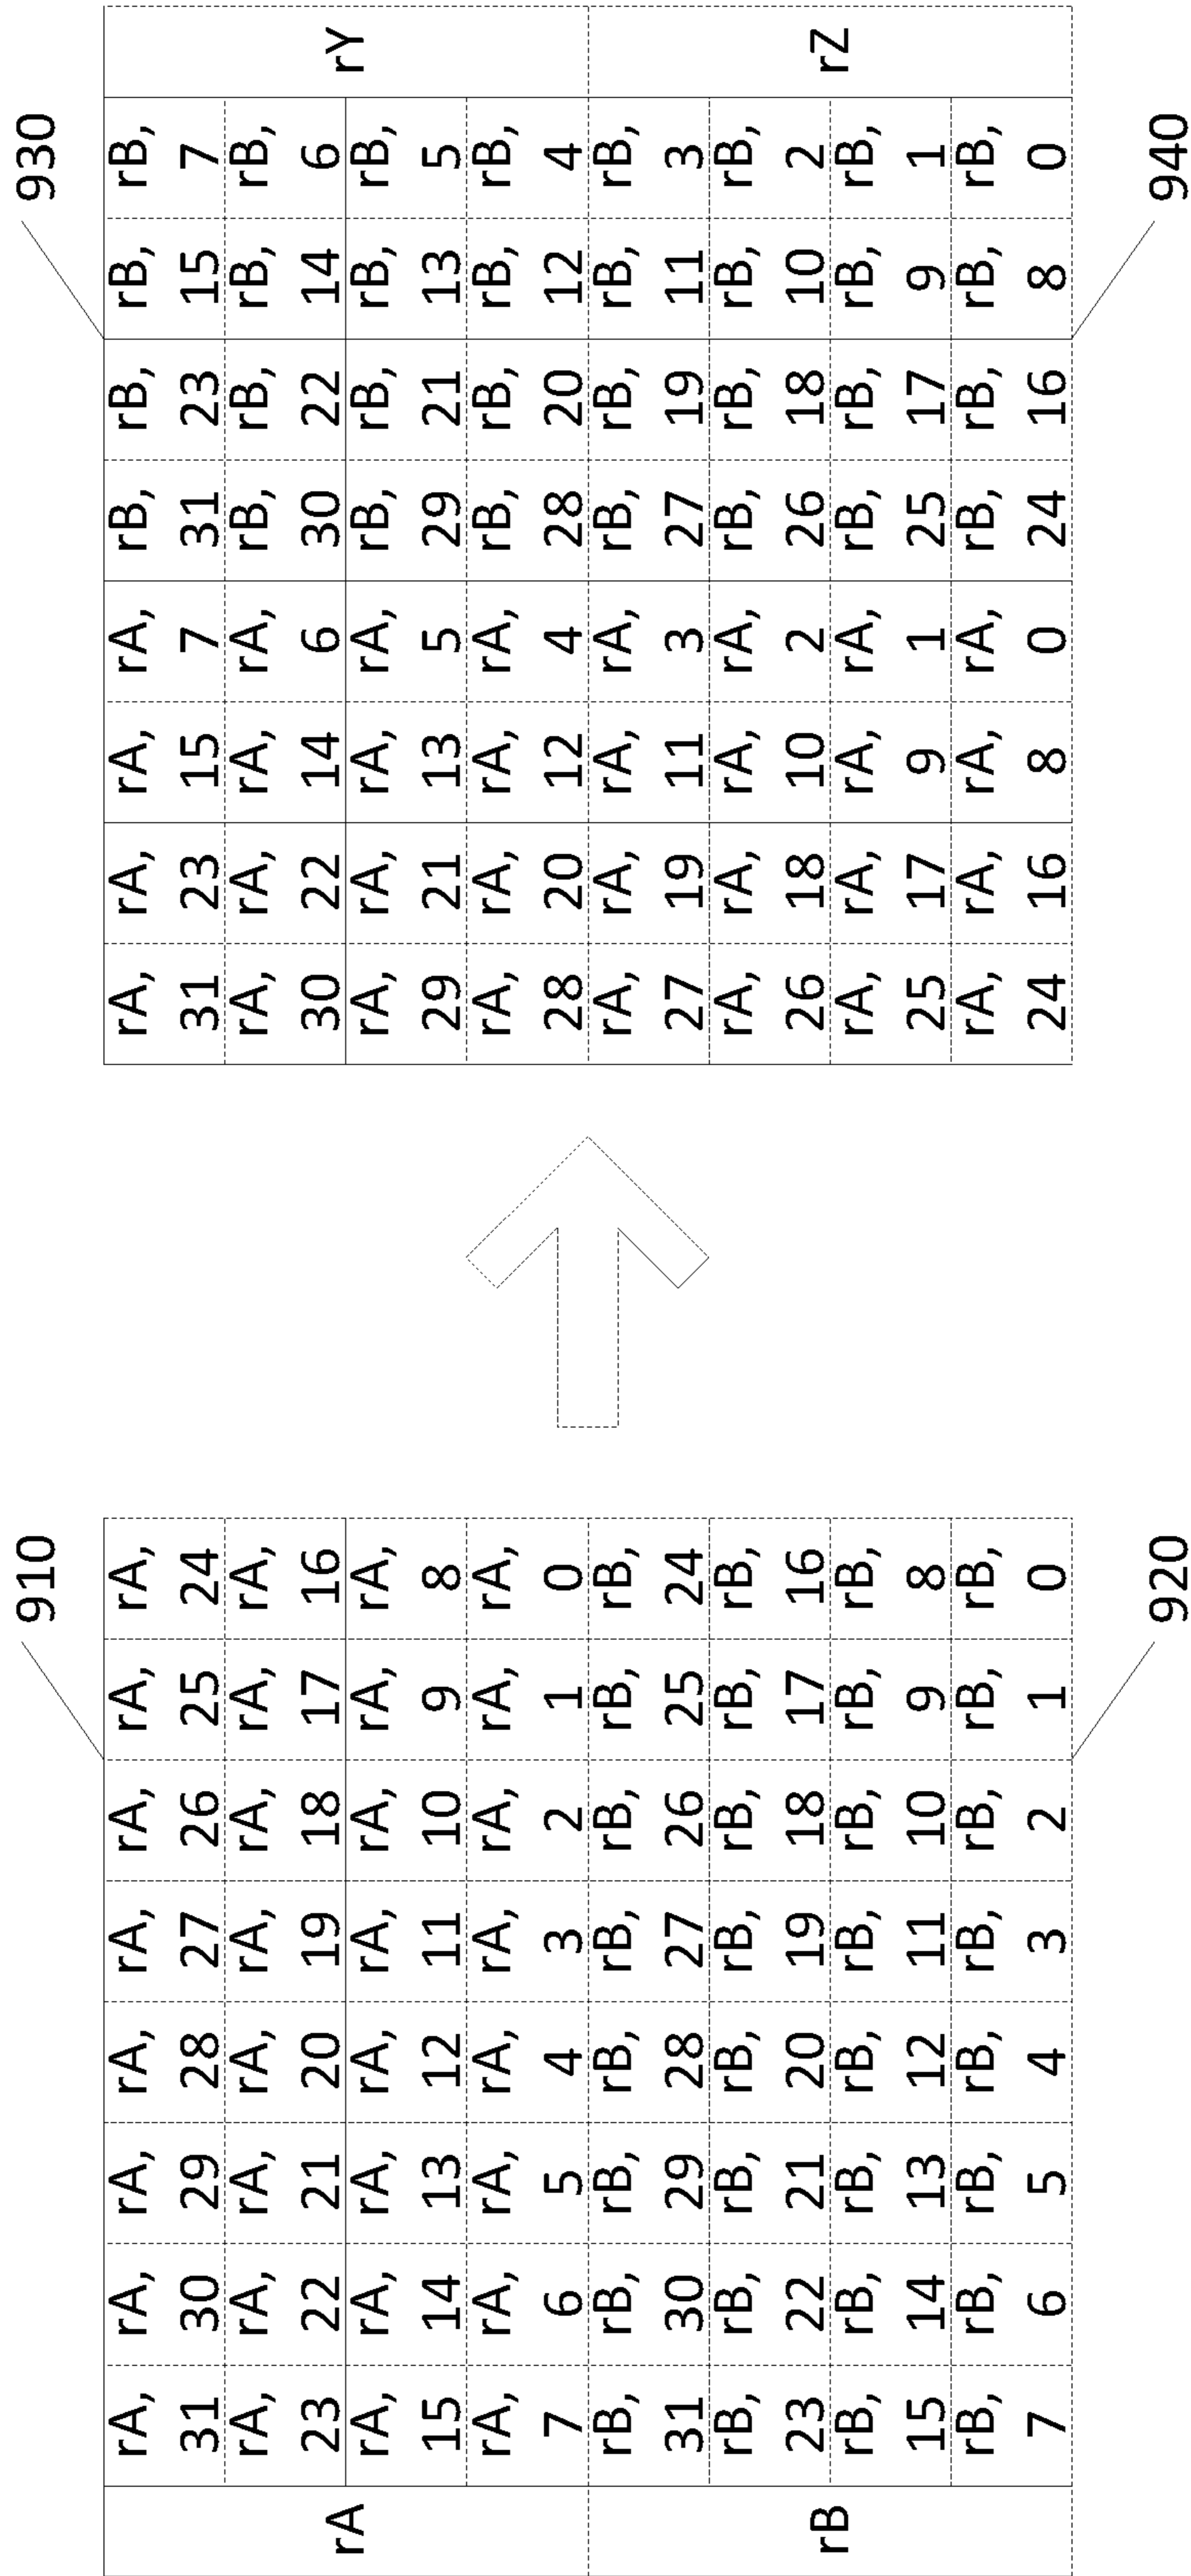 910
rA, rA, rA, rA, rA, rA, rA, rA,
31 30 29 28 27 26 25 24
rA, rA, rA, rA, rA, rA, rA, rA,
23 22 21 20 19 18 17 16
rA
rA, rA, rA, rA, rA, rA, rA, rA,
15 14 13 12 11 10 9 8
rA, rA, rA, rA, rA, rA, rA, rA,
7 6 5 4 3 2 1 0
rB, rB, rB, rB, rB, rB, rB, rB,
31 30 29 28 27 26 25 24
rB, rB, rB, rB, rB, rB, rB, rB,
23 22 21 20 19 18 17 16
rB
rB, rB, rB, rB, rB, rB, rB, rB,
15 14 13 12 11 10 9 8
rB, rB, rB, rB, rB, rB, rB, rB,
7 6 5 4 3 2 1 0
920
930
rA, rA, rA, rA, rB, rB, rB, rB,
31 23 15 7 31 23 15 7
rA, rA, rA, rA, rB, rB, rB, rB,
30 22 14 6 30 22 14 6
rY
rA, rA, rA, rA, rB, rB, rB, rB,
29 21 13 5 29 21 13 5
rA, rA, rA, rA, rB, rB, rB, rB,
28 20 12 4 28 20 12 4
rA, rA, rA, rA, rB, rB, rB, rB,
27 19 11 3 27 19 11 3
rA, rA, rA, rA, rB, rB, rB, rB,
26 18 10 2 26 18 10 2
rZ
rA, rA, rA, rA, rB, rB, rB, rB,
25 17 9 1 25 17 9 1
rA, rA, rA, rA, rB, rB, rB, rB,
24 16 8 0 24 16 8 0
940